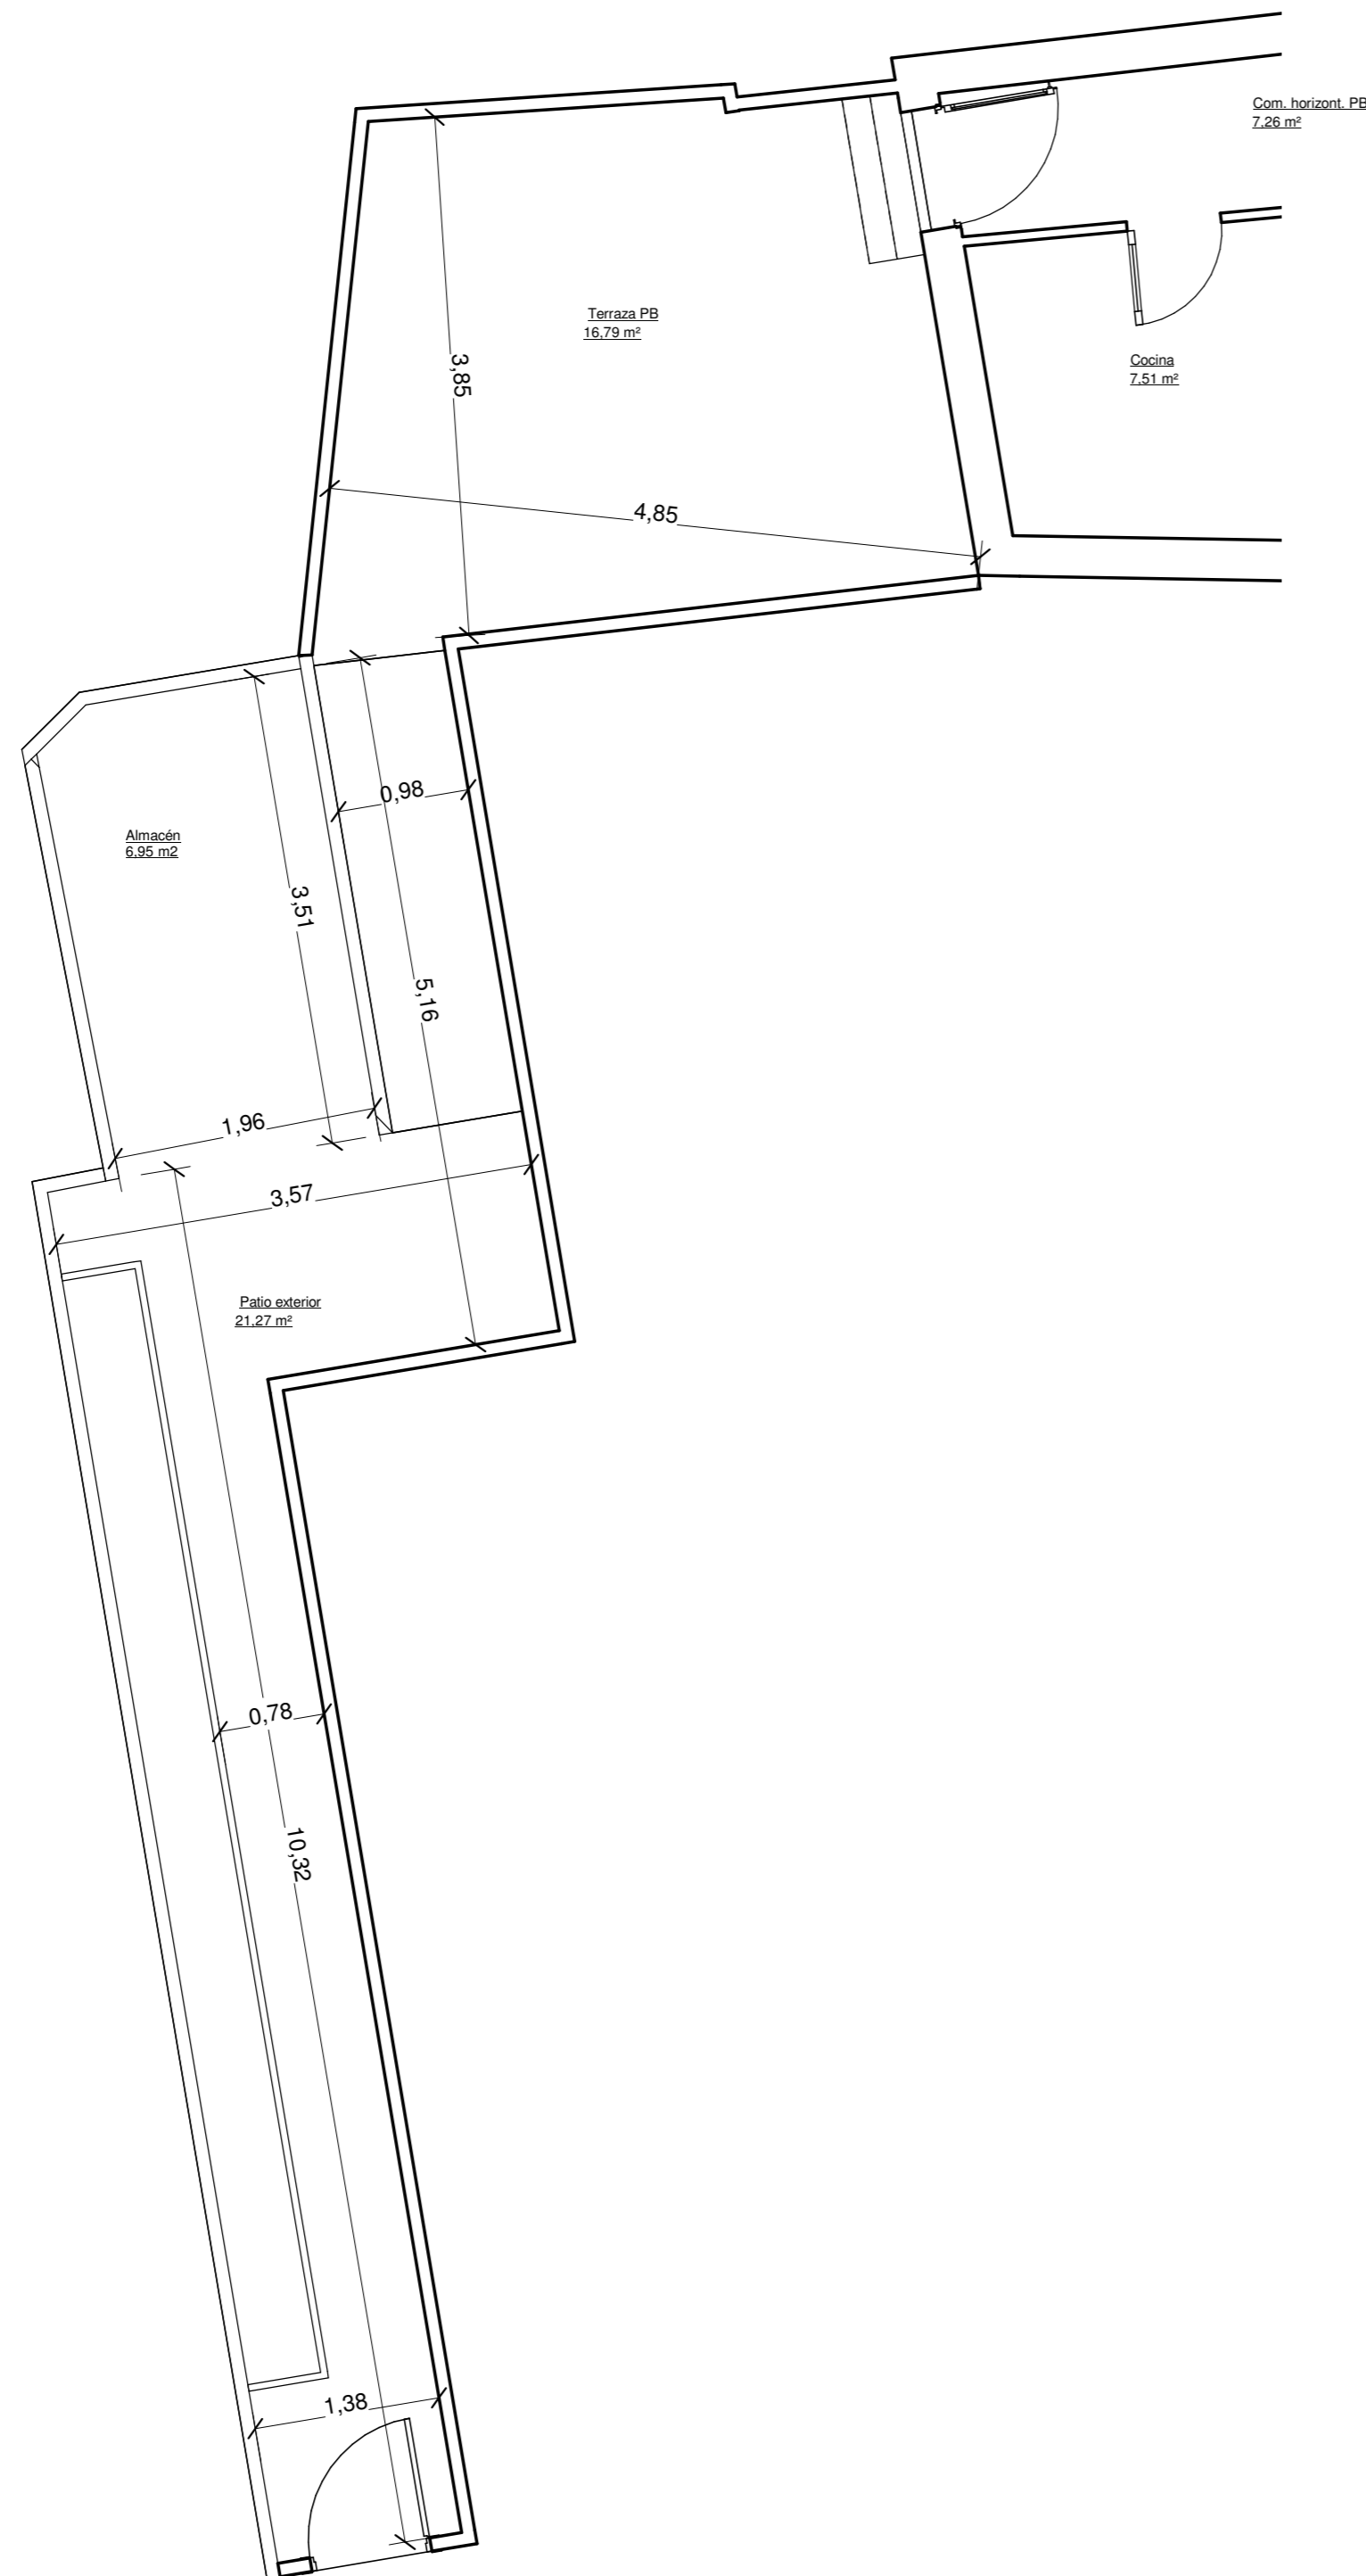 Com. horizont. PB
7,26 m²
Terraza PB
16,79 m²
3,85
Cocina
7,51 m²
4,85
0,98
Almacén
6,95 m2
3,51
5,16
1,96
3,57
Patio exterior
21,27 m²
0,78
10,32
1,38